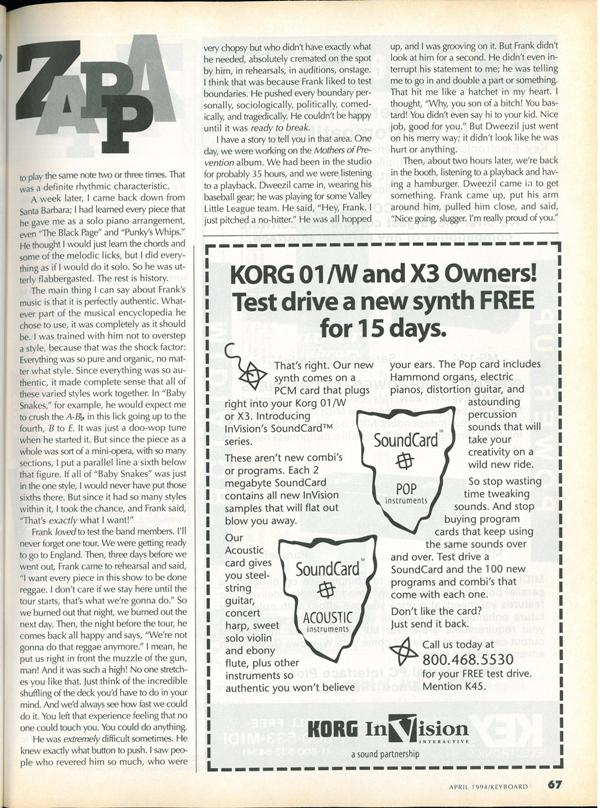 ZAPPA
to play the same note two or three times. That
was a definite rhythmic characteristic.
A week later, I came back down from
Santa Barbara; I had learned every piece that
he gave me as a solo piano arrangement,
even “The Black Page” and “Punky’s Whips.”
He thought I would just learn the chords and
some of the melodic licks, but I did every-
thing as if I would do it solo. So he was ut-
terly flabbergasted. The rest is history.
The main thing I can say about Frank’s
music is that it is perfectly authentic. What-
ever part of the musical encyclopedia he
chose to use, it was completely as it should
be. I was trained with him not to overstep
a style, because that was the shock factor:
Everything was so pure and organic, no mat-
ter what style. Since everything was so au-
thentic, it made complete sense that all of
these varied styles work together. In “Baby
Snakes,” for example, he would expect me
to crush the A-B♭, in this lick going up to the
fourth, B to E. It was just a doo-wop tune
when he started it. But since the piece as a
whole was sort of a mini-opera, with so many
sections, I put a parallel line a sixth below
that figure. If all of “Baby Snakes” was just
in the one style, I would never have put those
sixths there. But since it had so many styles
within it, I took the chance, and Frank said,
“That’s exactly what I want!”
Frank loved to test the band members. I’ll
never forget one tour. We were getting ready
to go to England. Then, three days before we
went out, Frank came to rehearsal and said,
“I want every piece in this show to be done
reggae. I don’t care if we stay here until the
tour starts, that’s what we’re gonna do.” So
we burned out that night, we burned out the
next day. Then, the night before the tour, he
comes back all happy and says, “We’re not
gonna do that reggae anymore.” I mean, he
put us right in front the muzzle of the gun,
man! And it was such a high! No one stretch-
es you like that. Just think of the incredible
shuffling of the deck you’d have to do in your
mind. And we’d always see how fast we could
do it. You left that experience feeling that no
one could touch you. You could do anything.
He was extremely difficult sometimes. He
knew exactly what button to push. I saw peo-
ple who revered him so much, who were
very chopsy but who didn’t have exactly what
he needed, absolutely cremated on the spot
by him, in rehearsals, in auditions, onstage.
I think that was because Frank liked to test
boundaries. He pushed every boundary per-
sonally, sociologically, politically, comed-
ically, and tragedically. He couldn’t be happy
until it was ready to break.
I have a story to tell you in that area. One
day, we were working on the Mothers of Pre-
vention album. We had been in the studio
for probably 35 hours, and we were listening
to a playback. Dweezil came in, wearing his
baseball gear; he was playing for some Valley
Little League team. He said, “Hey, Frank. I
just pitched a no-hitter.” He was all hopped
up, and I was grooving on it. But Frank didn’t
look at him for a second. He didn’t even in-
terrupt his statement to me; he was telling
me to go in and double a part or something.
That hit me like a hatchet in my heart. I
thought, “Why, you son of a bitch! You bas-
tard! You didn’t even say hi to your kid. Nice
job, good for you.” But Dweezil just went
on his merry way; it didn’t look like he was
hurt or anything.
Then, about two hours later, we’re back
in the booth, listening to a playback and hav-
ing a hamburger. Dweezil came in to get
something. Frank came up, put his arm
around him, pulled him close, and said,
“Nice going, slugger. I’m really proud of you.”
KORG 01/W and X3 Owners!
Test drive a new synth FREE
for 15 days.
That’s right. Our new
synth comes on a
PCM card that plugs
right into your Korg 01/W
or X3. Introducing
InVision’s SoundCard™
series.
These aren’t new combi’s
or programs. Each 2
megabyte SoundCard
contains all new InVision
samples that will flat out
blow you away.
Our
Acoustic
card gives
you steel-
string
guitar,
concert
harp, sweet
solo violin
and ebony
flute, plus other
instruments so
authentic you won’t believe
SoundCard™
ACOUSTIC
instruments
your ears. The Pop card includes
Hammond organs, electric
pianos, distortion guitar, and
astounding
percussion
sounds that will
take your
creativity on a
wild new ride.
SoundCard™
POP
instruments
So stop wasting
time tweaking
sounds. And stop
buying program
cards that keep using
the same sounds over
and over. Test drive a
SoundCard and the 100 new
programs and combi’s that
come with each one.
Don’t like the card?
Just send it back.
Call us today at
800.468.5530
for your FREE test drive.
Mention K45.
KORG InVision
INTERACTIVE
a sound partnership
APRIL 1994/KEYBOARD 67